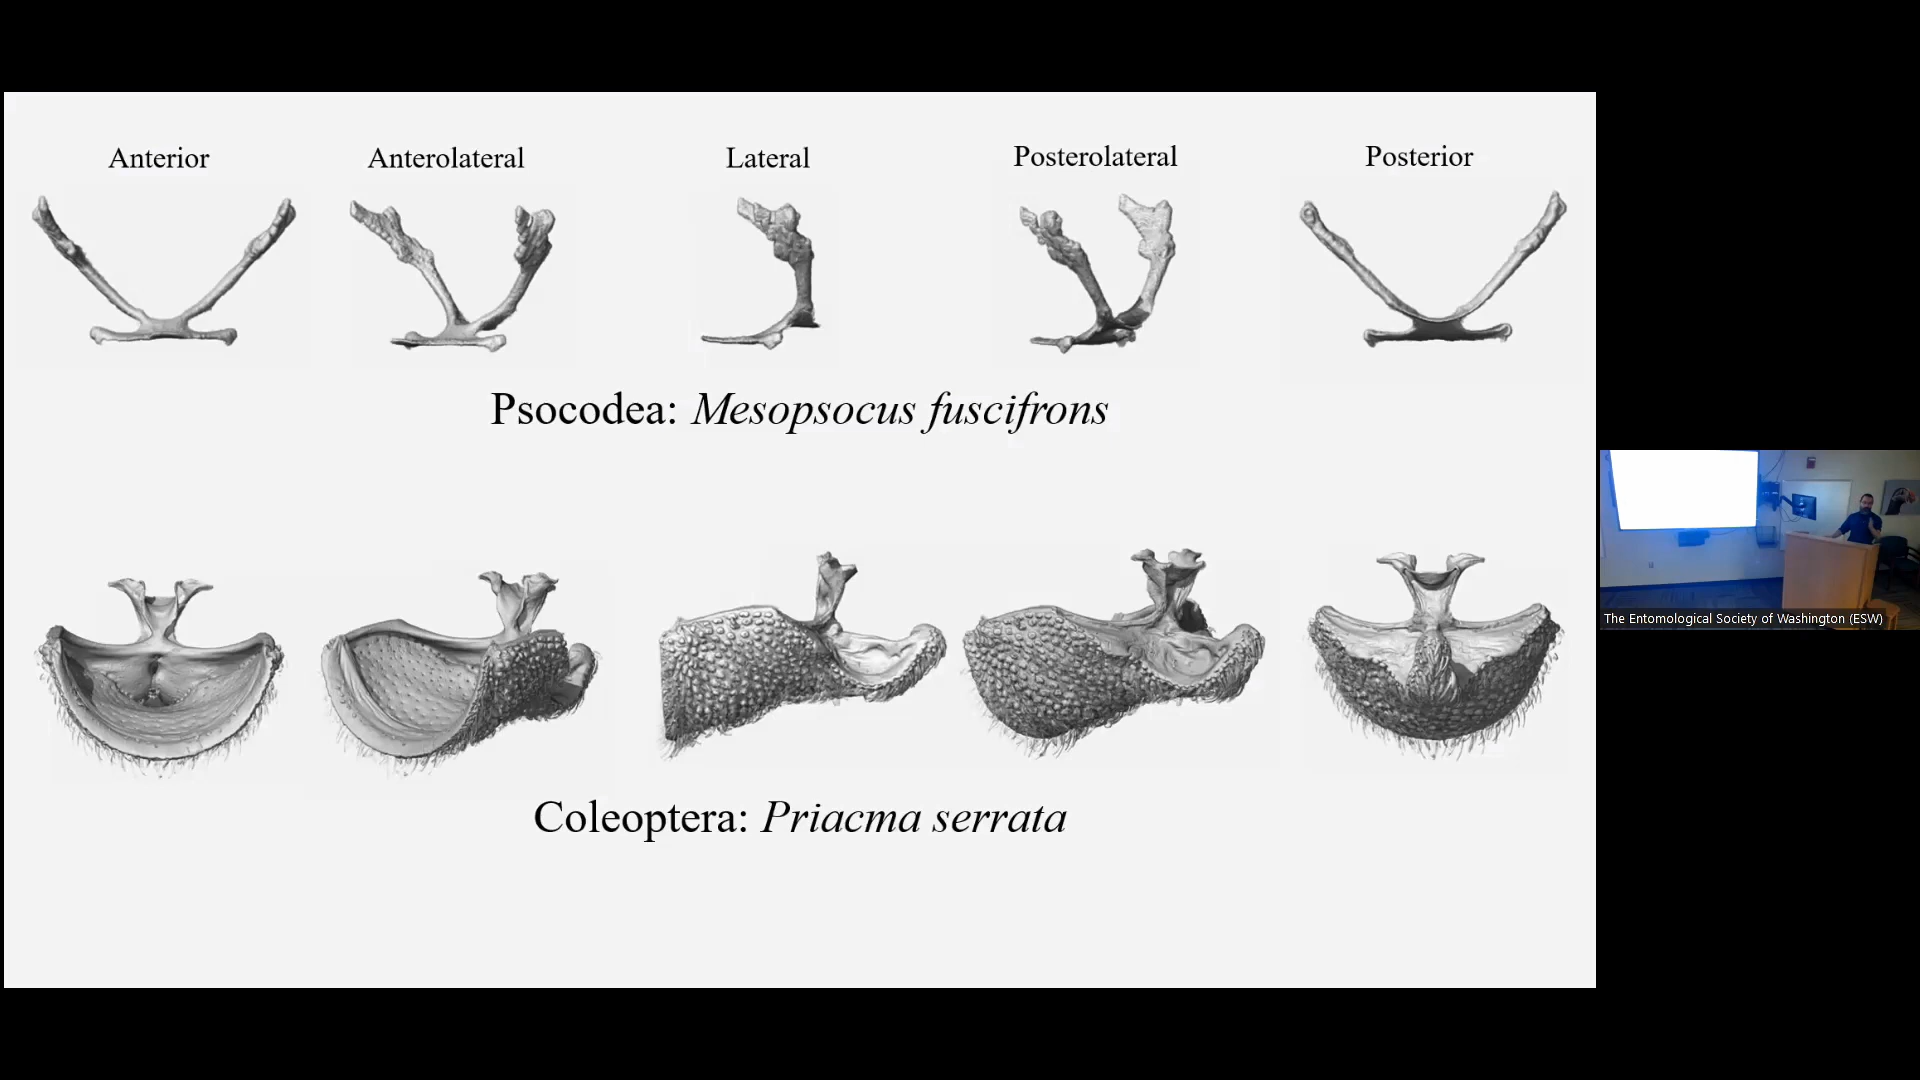 Anterior
Anterolateral
Lateral
Posterolateral
Posterior
Psocodea: Mesopsocus fuscifrons
Coleoptera: Priacma serrata
The Entomological Society of Washington (ESW)